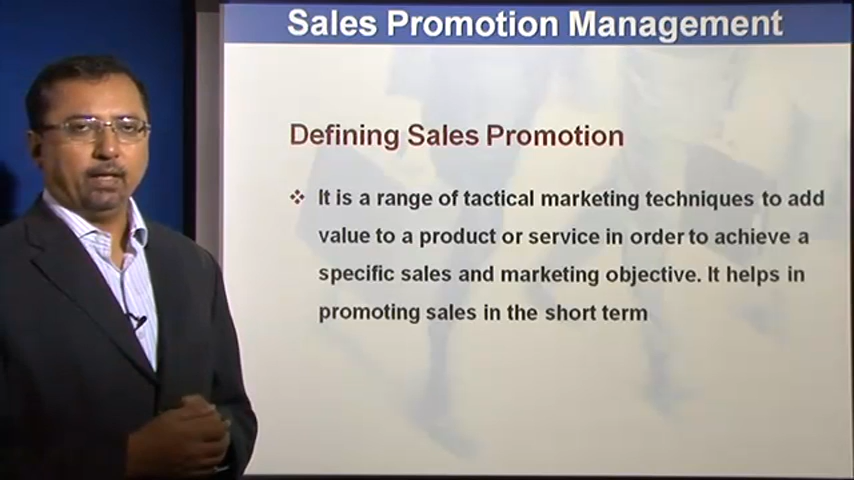 Sales Promotion Management
Defining Sales Promotion
❖ It is a range of tactical marketing techniques to add
value to a product or service in order to achieve a
specific sales and marketing objective. It helps in
promoting sales in the short term